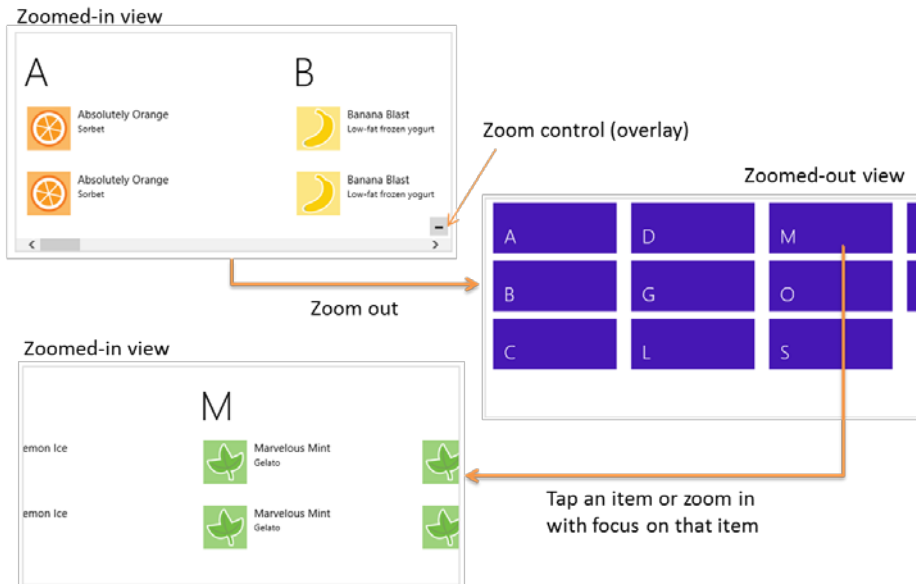 Zoomed-in view
A
B
Absolutely Orange
Sorbet
Banana Blast
Low-fat frozen yogurt
Absolutely Orange
Sorbet
Banana Blast
Low-fat frozen yogurt
Zoom control (overlay)
Zoomed-out view
A
D
M
B
G
O
C
L
S
Zoom out
Zoomed-in view
M
emon Ice
Marvelous Mint
Gelato
emon Ice
Marvelous Mint
Gelato
Tap an item or zoom in
with focus on that item